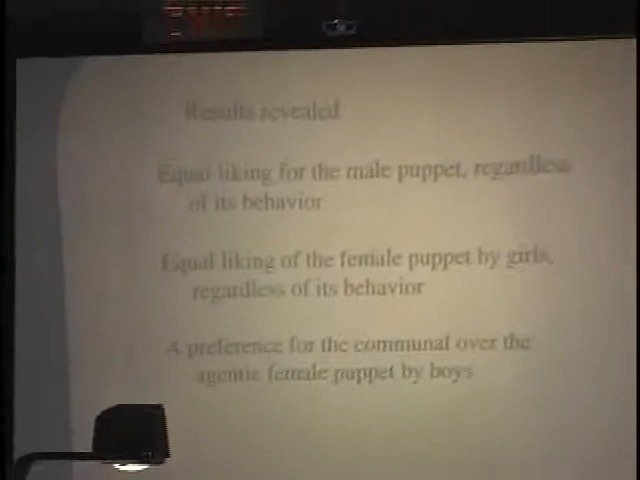 Results revealed
Equal liking for the male puppet, regardless
of its behavior
Equal liking of the female puppet by girls,
regardless of its behavior
A preference for the communal over the
agentic female puppet by boys